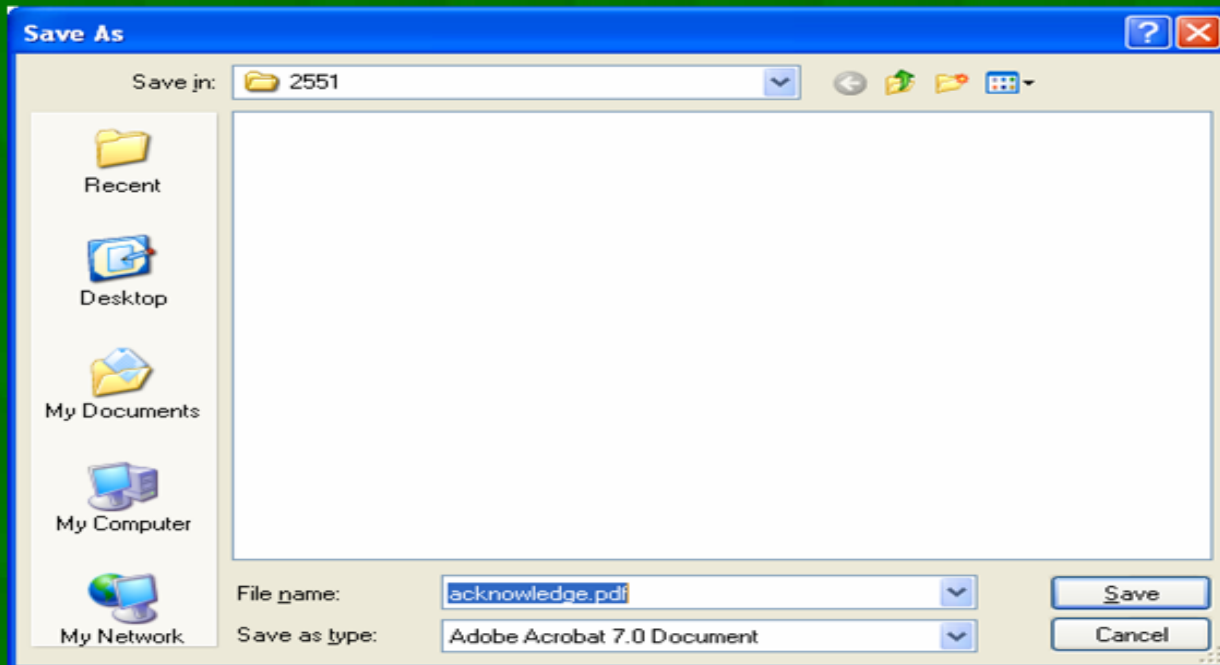 Save As
Save in: 2551
Recent
Desktop
My Documents
My Computer
My Network
File name: acknowledge.pdf Save
Save as type: Adobe Acrobat 7.0 Document Cancel